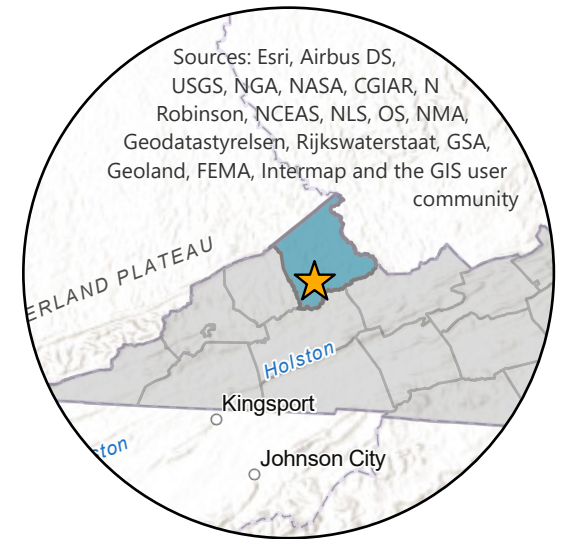 Sources: Esri, Airbus DS,
USGS, NGA, NASA, CGIAR, N
Robinson, NCEAS, NLS, OS, NMA,
Geodatastyrelsen, Rijkswaterstaat, GSA,
Geoland, FEMA, Intermap and the GIS user
community
ERLAND PLATEAU
Holston
Kingsport
ston
Johnson City